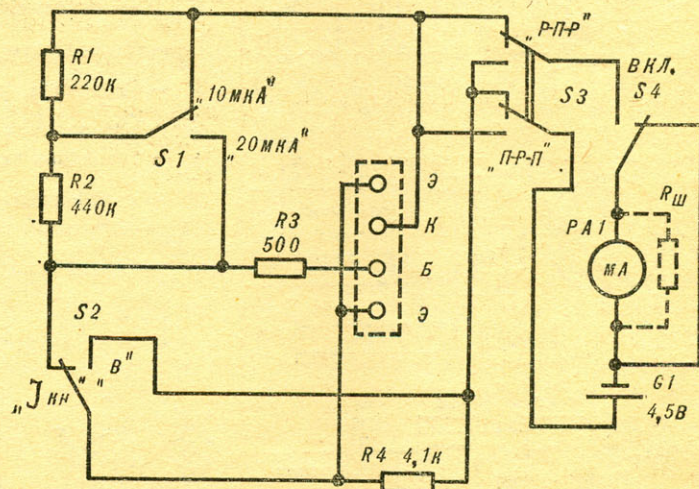 R1
220К
„10МКА"
S1
„20МКА"
R2
440К
R3
500
Э
К
Б
Э
„Р-П-Р"
S3
„П-Р-П"
ВКЛ.
S4
Rш
РА1
МА
G1
4,5В
S2
„В"
„Jкн"
R4 4,1к